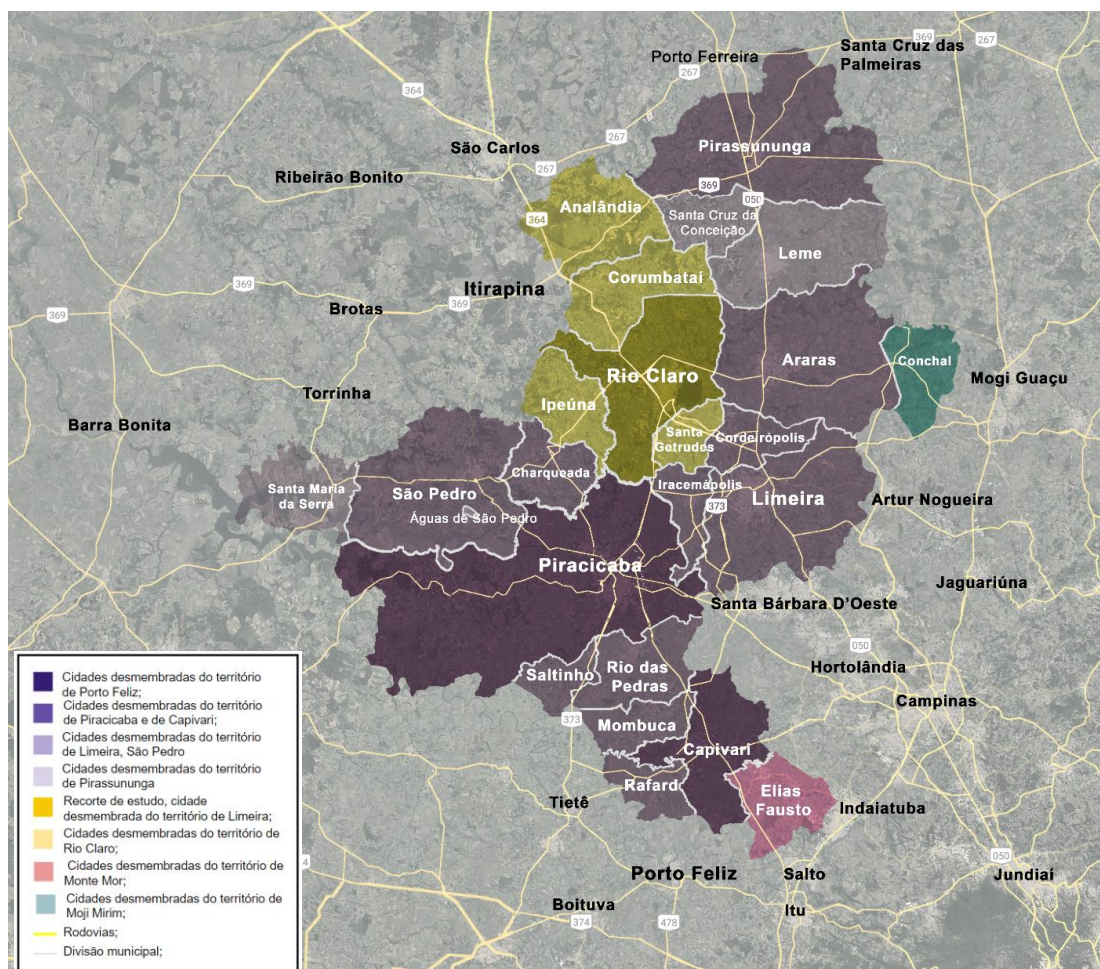 369
267
Santa Cruz das
Palmeiras
Porto Ferreira
267
364
São Carlos
267
Pirassununga
267
Ribeirão Bonito
369
050
Analândia
364
Santa Cruz da
Conceição
Leme
Corumbataí
Itirapina
369
369
Brotas
369
Araras
Conchal
Rio Claro
Mogi Guaçu
Torrinha
Ipeúna
Barra Bonita
Santa
Getrudes
Cordeirópolis
Charqueada
Iracemápolis
Limeira
Santa Maria
da Serra
São Pedro
Artur Nogueira
373
Águas de São Pedro
Piracicaba
Jaguariúna
Santa Bárbara D'Oeste
050
Saltinho
Rio das
Pedras
Hortolândia
Campinas
373
Mombuca
Capivari
Rafard
Elias
Fausto
Tietê
Indaiatuba
Porto Feliz
Salto
050
Jundiaí
Boituva
Itu
374
478
4
Cidades desmembradas do território
de Porto Feliz;
Cidades desmembradas do território
de Piracicaba e de Capivari;
Cidades desmembradas do território
de Limeira, São Pedro
Cidades desmembradas do território
de Pirassununga
Recorte de estudo, cidade
desmembrada do território de Limeira;
Cidades desmembradas do território de
Rio Claro;
Cidades desmembradas do território de
Monte Mor;
Cidades desmembradas do território de
Moji Mirim;
Rodovias;
Divisão municipal;